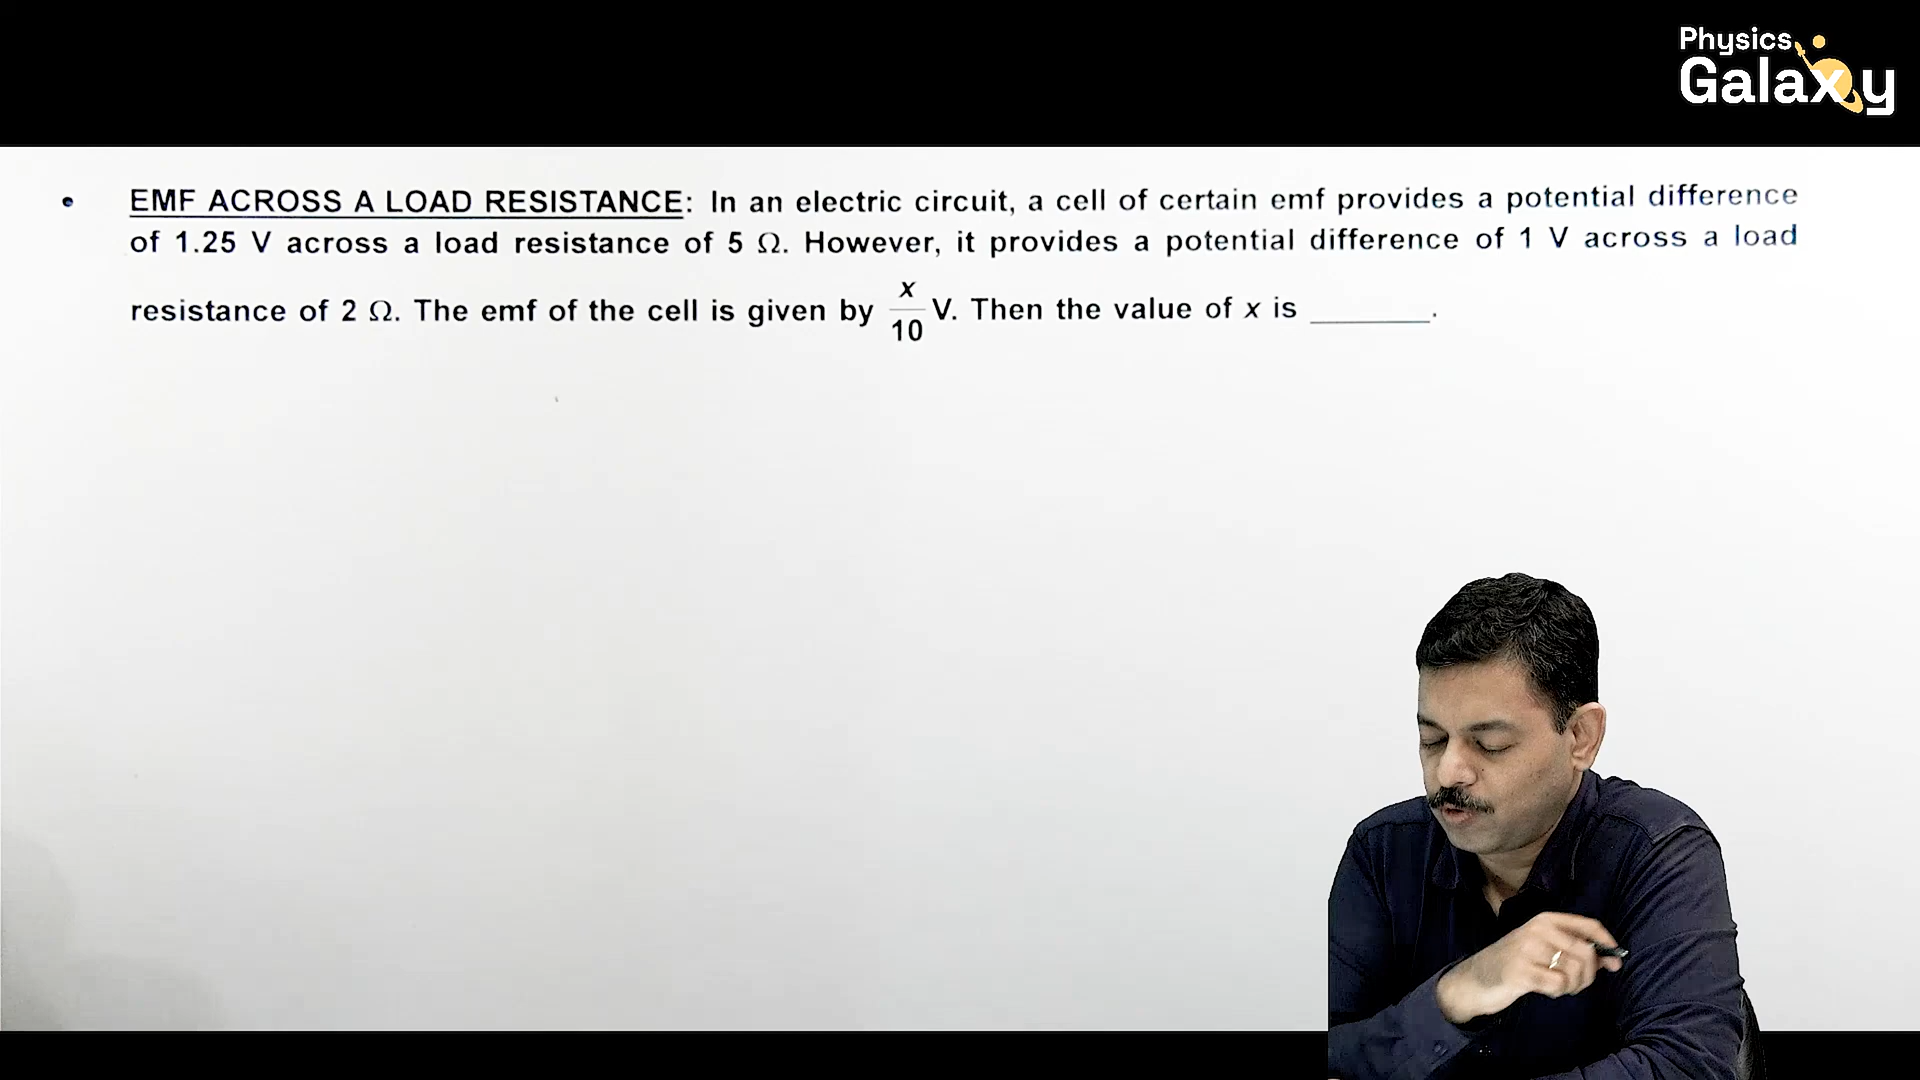 Physics
Galaxy
• EMF ACROSS A LOAD RESISTANCE: In an electric circuit, a cell of certain emf provides a potential difference
of 1.25 V across a load resistance of 5 Ω. However, it provides a potential difference of 1 V across a load
resistance of 2 Ω. The emf of the cell is given by x/10 V. Then the value of x is ________.